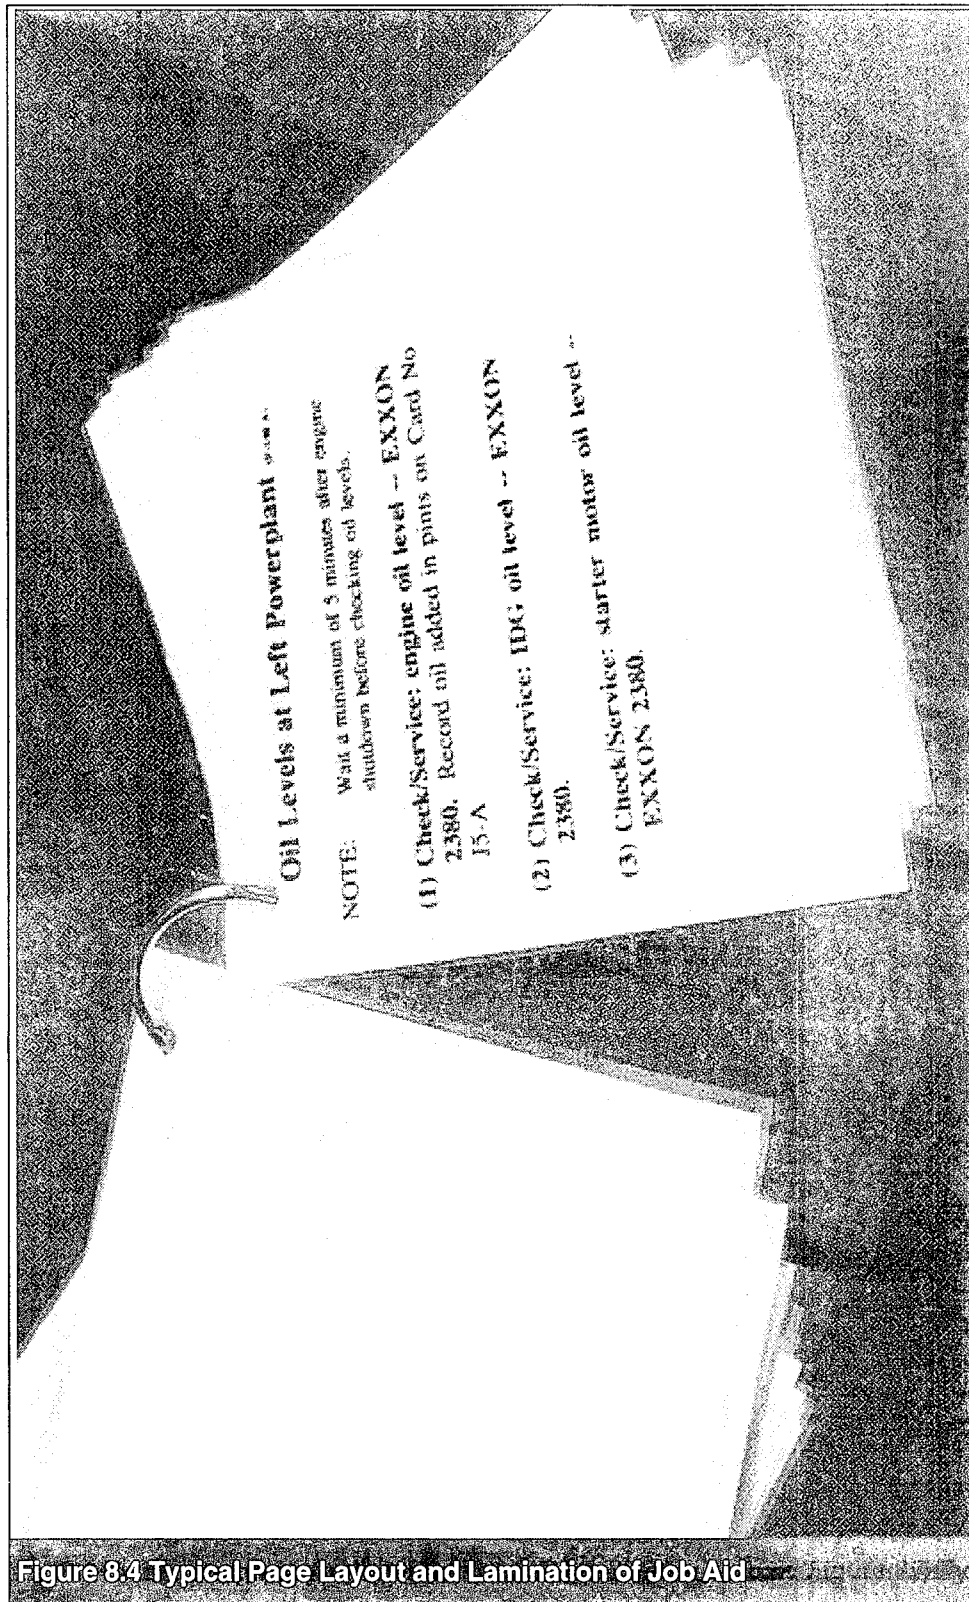 Oil Levels at Left Powerplant
NOTE: Wait a minimum of 5 minutes after engine
shutdown before checking oil levels.
(1) Check/Service: engine oil level -- EXXON
2380. Record oil added in pints on Card No
15-A
(2) Check/Service: IDG oil level -- EXXON
2380.
(3) Check/Service: starter motor oil level --
EXXON 2380.
Figure 8.4 Typical Page Layout and Lamination of Job Aid